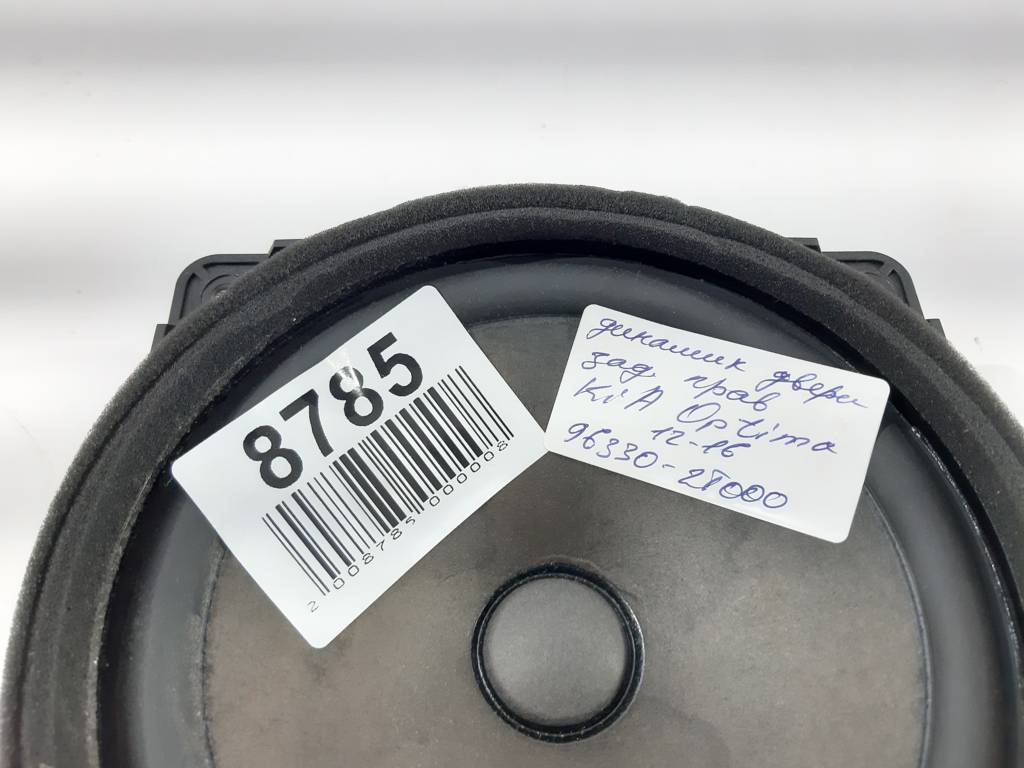 8785
2 008785 000008
динамик двери
зад прав
KiA Optima
12-16
96330-2T000